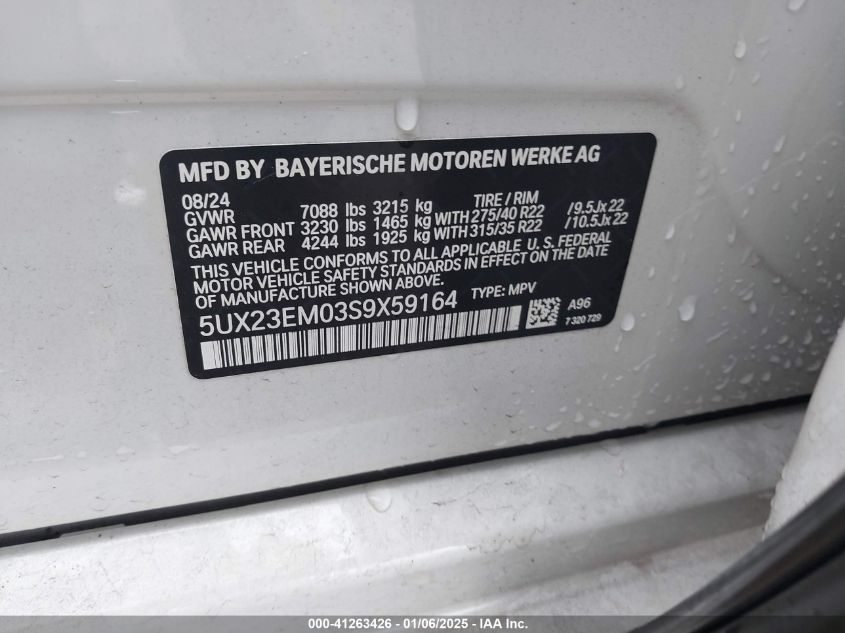 MFD BY BAYERISCHE MOTOREN WERKE AG
08/24 TIRE / RIM
GVWR 7088 lbs 3215 kg
GAWR FRONT 3230 lbs 1465 kg WITH 275/40 R22 /9.5Jx22
GAWR REAR 4244 lbs 1925 kg WITH 315/35 R22 /10.5Jx22
THIS VEHICLE CONFORMS TO ALL APPLICABLE U. S. FEDERAL
MOTOR VEHICLE SAFETY STANDARDS IN EFFECT ON THE DATE
OF MANUFACTURE SHOWN ABOVE.
5UX23EM03S9X59164 TYPE: MPV
A96
7 320 729
000-41263426 - 01/06/2025 - IAA Inc.